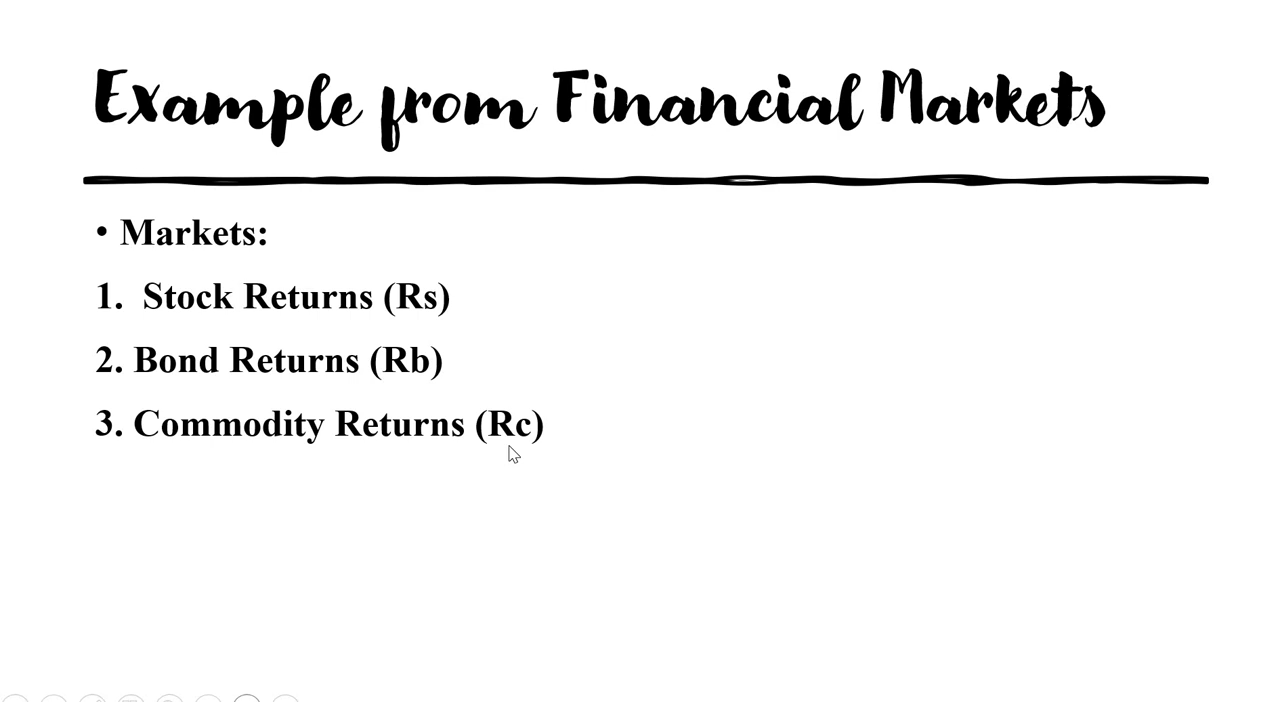 Example from Financial Markets
• Markets:
1. Stock Returns (Rs)
2. Bond Returns (Rb)
3. Commodity Returns (Rc)